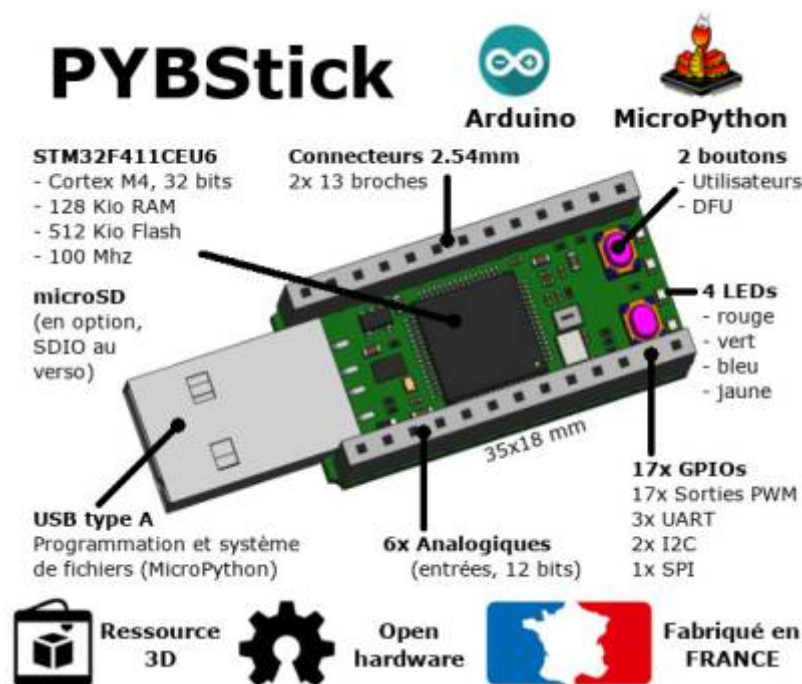 PYBStick
Arduino
MicroPython
STM32F411CEU6
- Cortex M4, 32 bits
- 128 Kio RAM
- 512 Kio Flash
- 100 Mhz
Connecteurs 2.54mm
2x 13 broches
2 boutons
- Utilisateurs
- DFU
microSD
(en option,
SDIO au
verso)
4 LEDs
- rouge
- vert
- bleu
- jaune
35x18 mm
USB type A
Programmation et système
de fichiers (MicroPython)
6x Analogiques
(entrées, 12 bits)
17x GPIOs
17x Sorties PWM
3x UART
2x I2C
1x SPI
Ressource
3D
Open
hardware
Fabriqué en
FRANCE